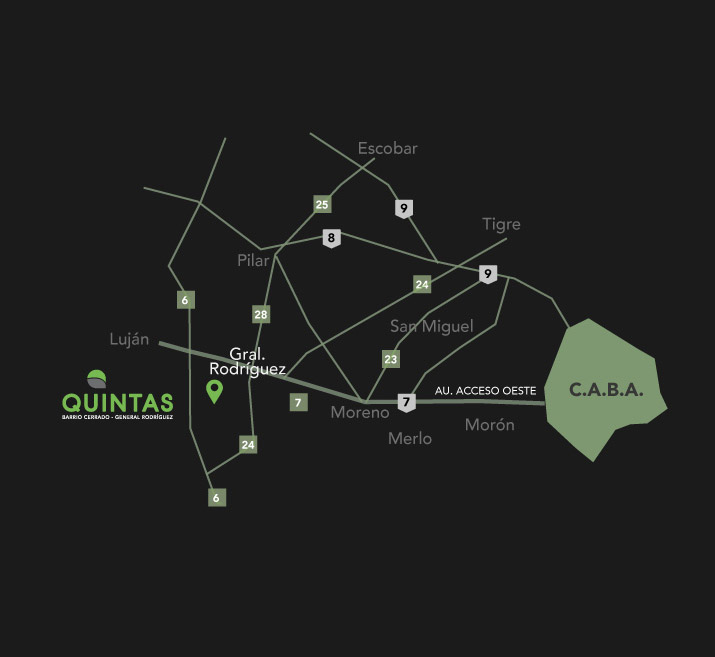 Escobar
25
9
Tigre
8
Pilar
9
24
6
28
San Miguel
Luján
Gral.
Rodríguez
23
QUINTAS
BARRIO CERRADO - GENERAL RODRÍGUEZ
AU. ACCESO OESTE
C.A.B.A.
7
7
Moreno
Morón
Merlo
24
6